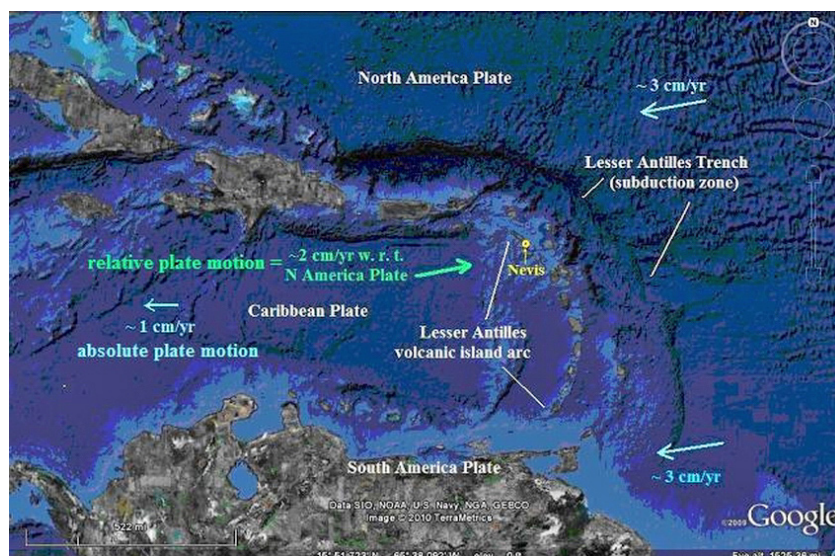 N
North America Plate
~ 3 cm/yr
Lesser Antilles Trench
(subduction zone)
relative plate motion = ~2 cm/yr w. r. t.
N America Plate
Nevis
Caribbean Plate
~ 1 cm/yr
absolute plate motion
Lesser Antilles
volcanic island arc
South America Plate
~ 3 cm/yr
Data SIO, NOAA, U.S. Navy, NGA, GEBCO
Image © 2010 TerraMetrics
©2009 Google
522 mi